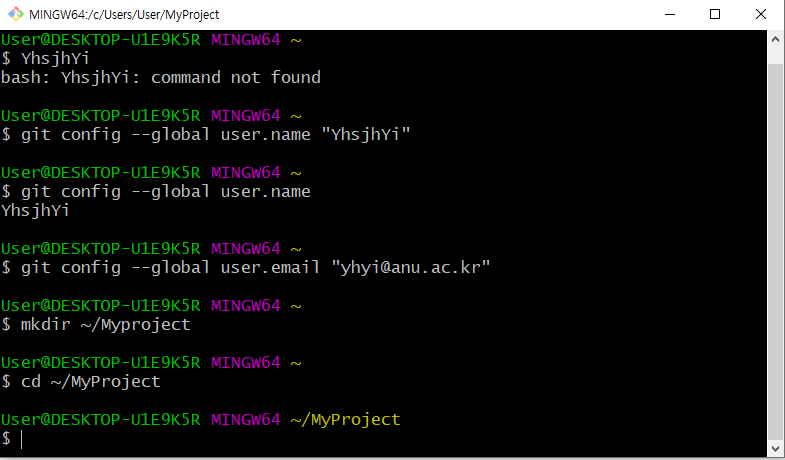 MINGW64:/c/Users/User/MyProject
User@DESKTOP-U1E9K5R MINGW64 ~
$ YhsjhYi
bash: YhsjhYi: command not found
User@DESKTOP-U1E9K5R MINGW64 ~
$ git config --global user.name "YhsjhYi"
User@DESKTOP-U1E9K5R MINGW64 ~
$ git config --global user.name
YhsjhYi
User@DESKTOP-U1E9K5R MINGW64 ~
$ git config --global user.email "yhyi@anu.ac.kr"
User@DESKTOP-U1E9K5R MINGW64 ~
$ mkdir ~/Myproject
User@DESKTOP-U1E9K5R MINGW64 ~
$ cd ~/MyProject
User@DESKTOP-U1E9K5R MINGW64 ~/MyProject
$